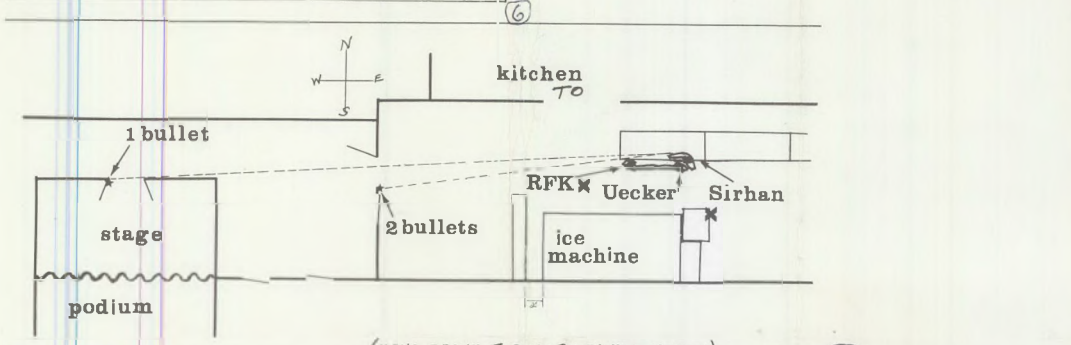 6
N
W E
S
kitchen
TO
1 bullet
RFK
Uecker
Sirhan
stage
2 bullets
ice
machine
podium